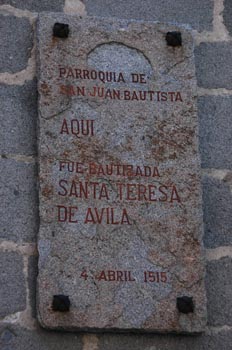 PARROQUIA DE
SAN JUAN BAUTISTA
AQUI
FUE BAUTIZADA
SANTA TERESA
DE AVILA
- 4 ABRIL 1515